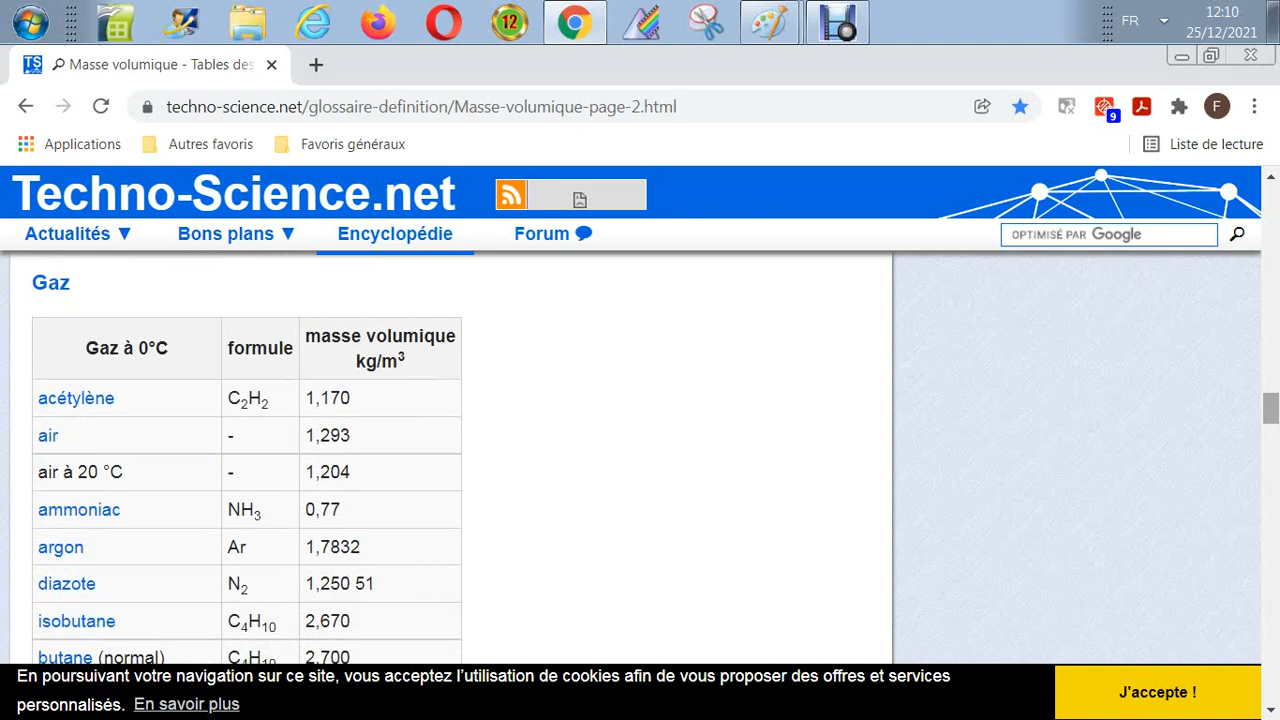 12
FR
12:10
25/12/2021
TS
Masse volumique - Tables des
techno-science.net/glossaire-definition/Masse-volumique-page-2.html
9
F
Applications
Autres favoris
Favoris généraux
Liste de lecture
Techno-Science.net
Actualités ▼
Bons plans ▼
Encyclopédie
Forum
OPTIMISÉ PAR Google
Gaz
Gaz à 0°C formule masse volumique kg/m³
acétylène C₂H₂ 1,170
air - 1,293
air à 20 °C - 1,204
ammoniac NH₃ 0,77
argon Ar 1,7832
diazote N₂ 1,250 51
isobutane C₄H₁₀ 2,670
butane (normal) C₄H₁₀ 2,700
En poursuivant votre navigation sur ce site, vous acceptez l'utilisation de cookies afin de vous proposer des offres et services
personnalisés. En savoir plus
J'accepte !